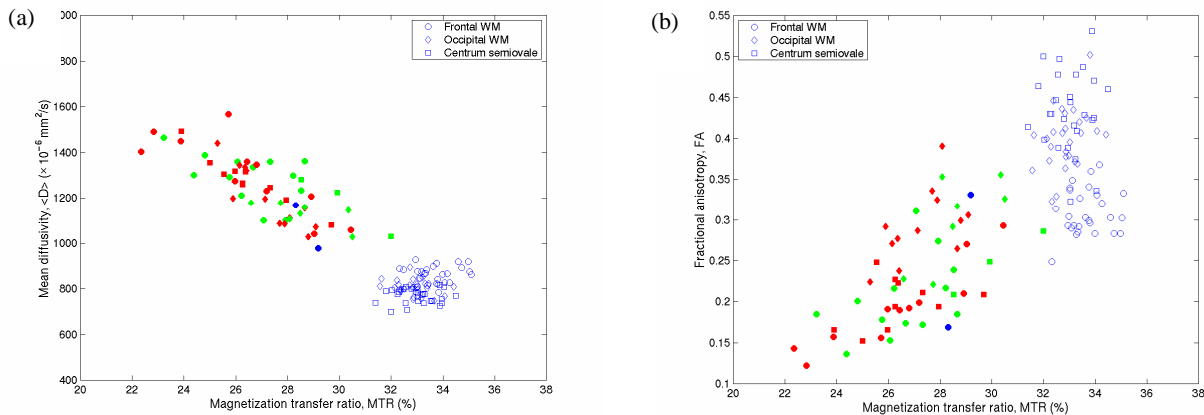 (a)
Frontal WM
Occipital WM
Centrum semiovale
Mean diffusivity, <D> (× 10⁻⁶ mm²/s)
000
800
1600
1400
1200
1000
800
600
400
20 22 24 26 28 30 32 34 36 38
Magnetization transfer ratio, MTR (%)
(b)
Frontal WM
Occipital WM
Centrum semiovale
Fractional anisotropy, FA
0.55
0.5
0.45
0.4
0.35
0.3
0.25
0.2
0.15
0.1
20 22 24 26 28 30 32 34 36 38
Magnetization transfer ratio, MTR (%)